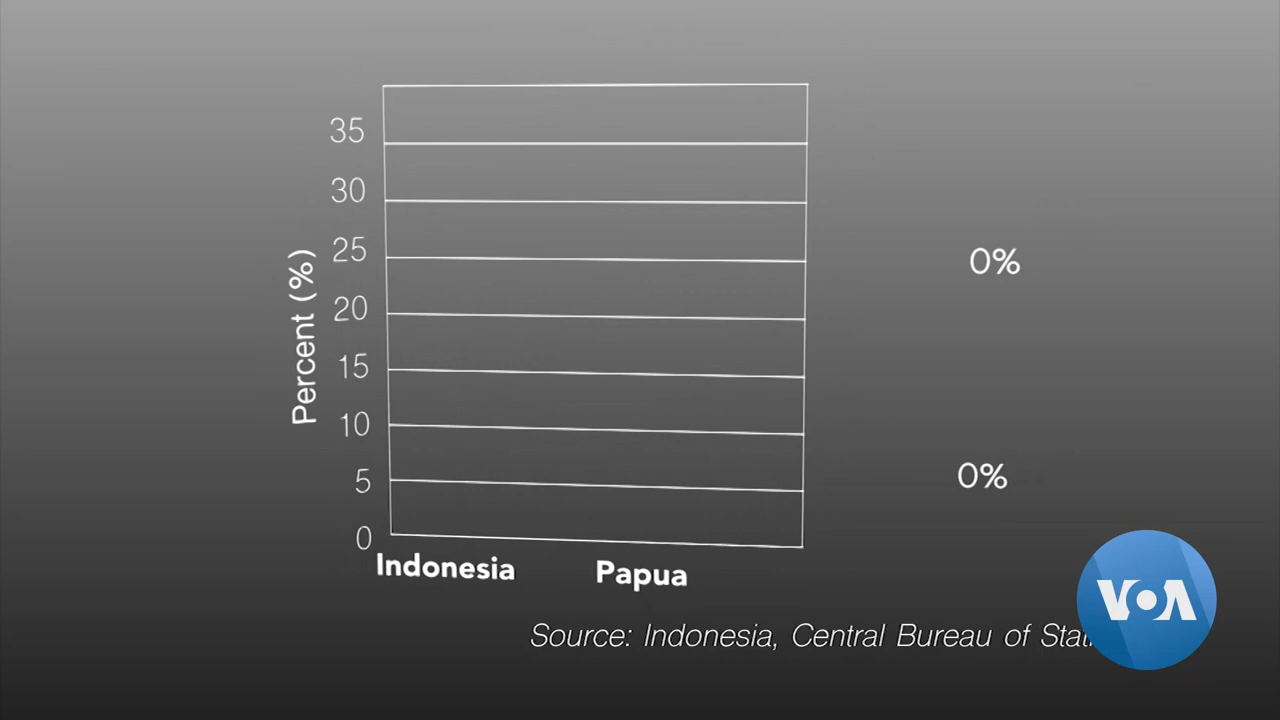 35
30
25
20
15
10
5
0
Percent (%)
Indonesia
Papua
0%
0%
Source: Indonesia, Central Bureau of
VOA